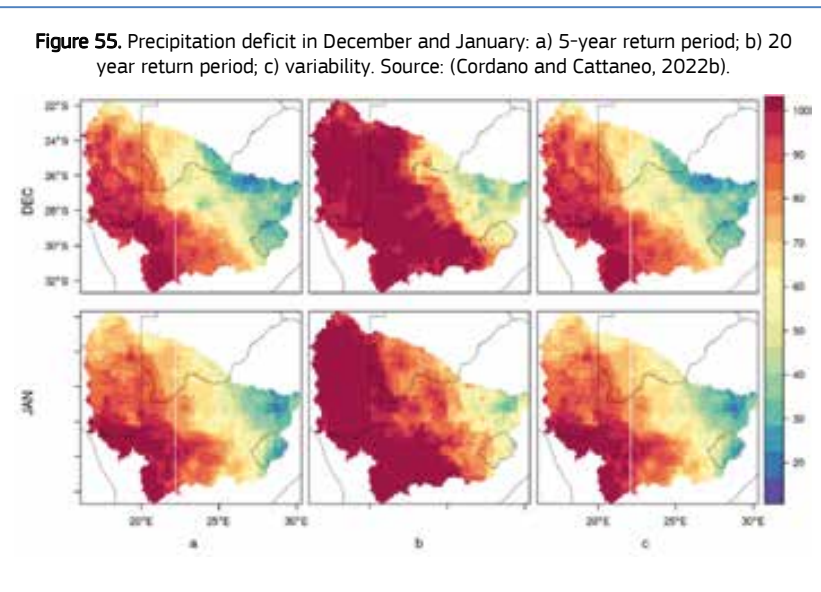 Figure 55. Precipitation deficit in December and January: a) 5-year return period; b) 20
year return period; c) variability. Source: (Cordano and Cattaneo, 2022b).
22°S
24°S
26°S
28°S
30°S
32°S
DEC
100
90
80
70
60
50
40
30
20
JAN
20°E 25°E 30°E 20°E 25°E 30°E
a b c